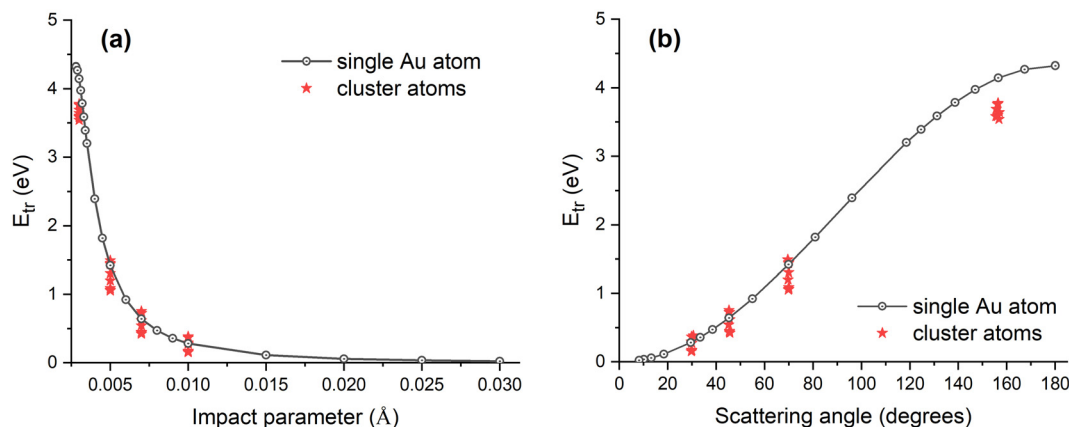 (a)
single Au atom
cluster atoms
5
4
3
2
1
0
E_tr (eV)
0.005 0.010 0.015 0.020 0.025 0.030
Impact parameter (Å)
(b)
single Au atom
cluster atoms
5
4
3
2
1
0
E_tr (eV)
0 20 40 60 80 100 120 140 160 180
Scattering angle (degrees)